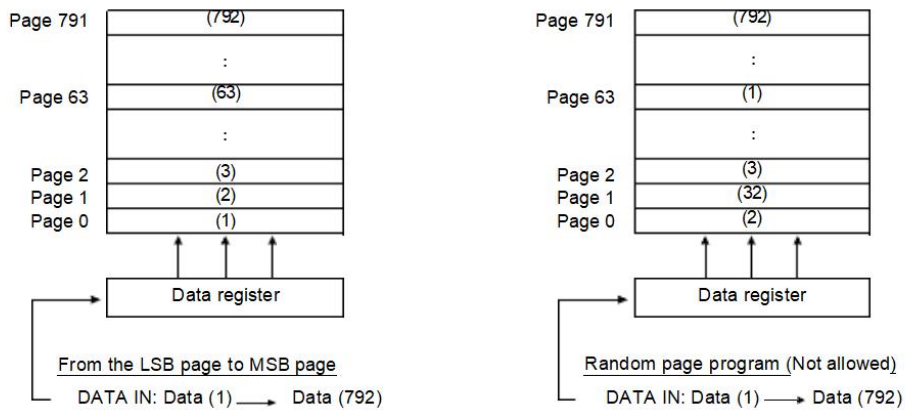 Page 791 (792)
:
Page 63 (63)
:
Page 2 (3)
Page 1 (2)
Page 0 (1)
Data register
From the LSB page to MSB page
DATA IN: Data (1) Data (792)
Page 791 (792)
:
Page 63 (1)
:
Page 2 (3)
Page 1 (32)
Page 0 (2)
Data register
Random page program (Not allowed)
DATA IN: Data (1) Data (792)